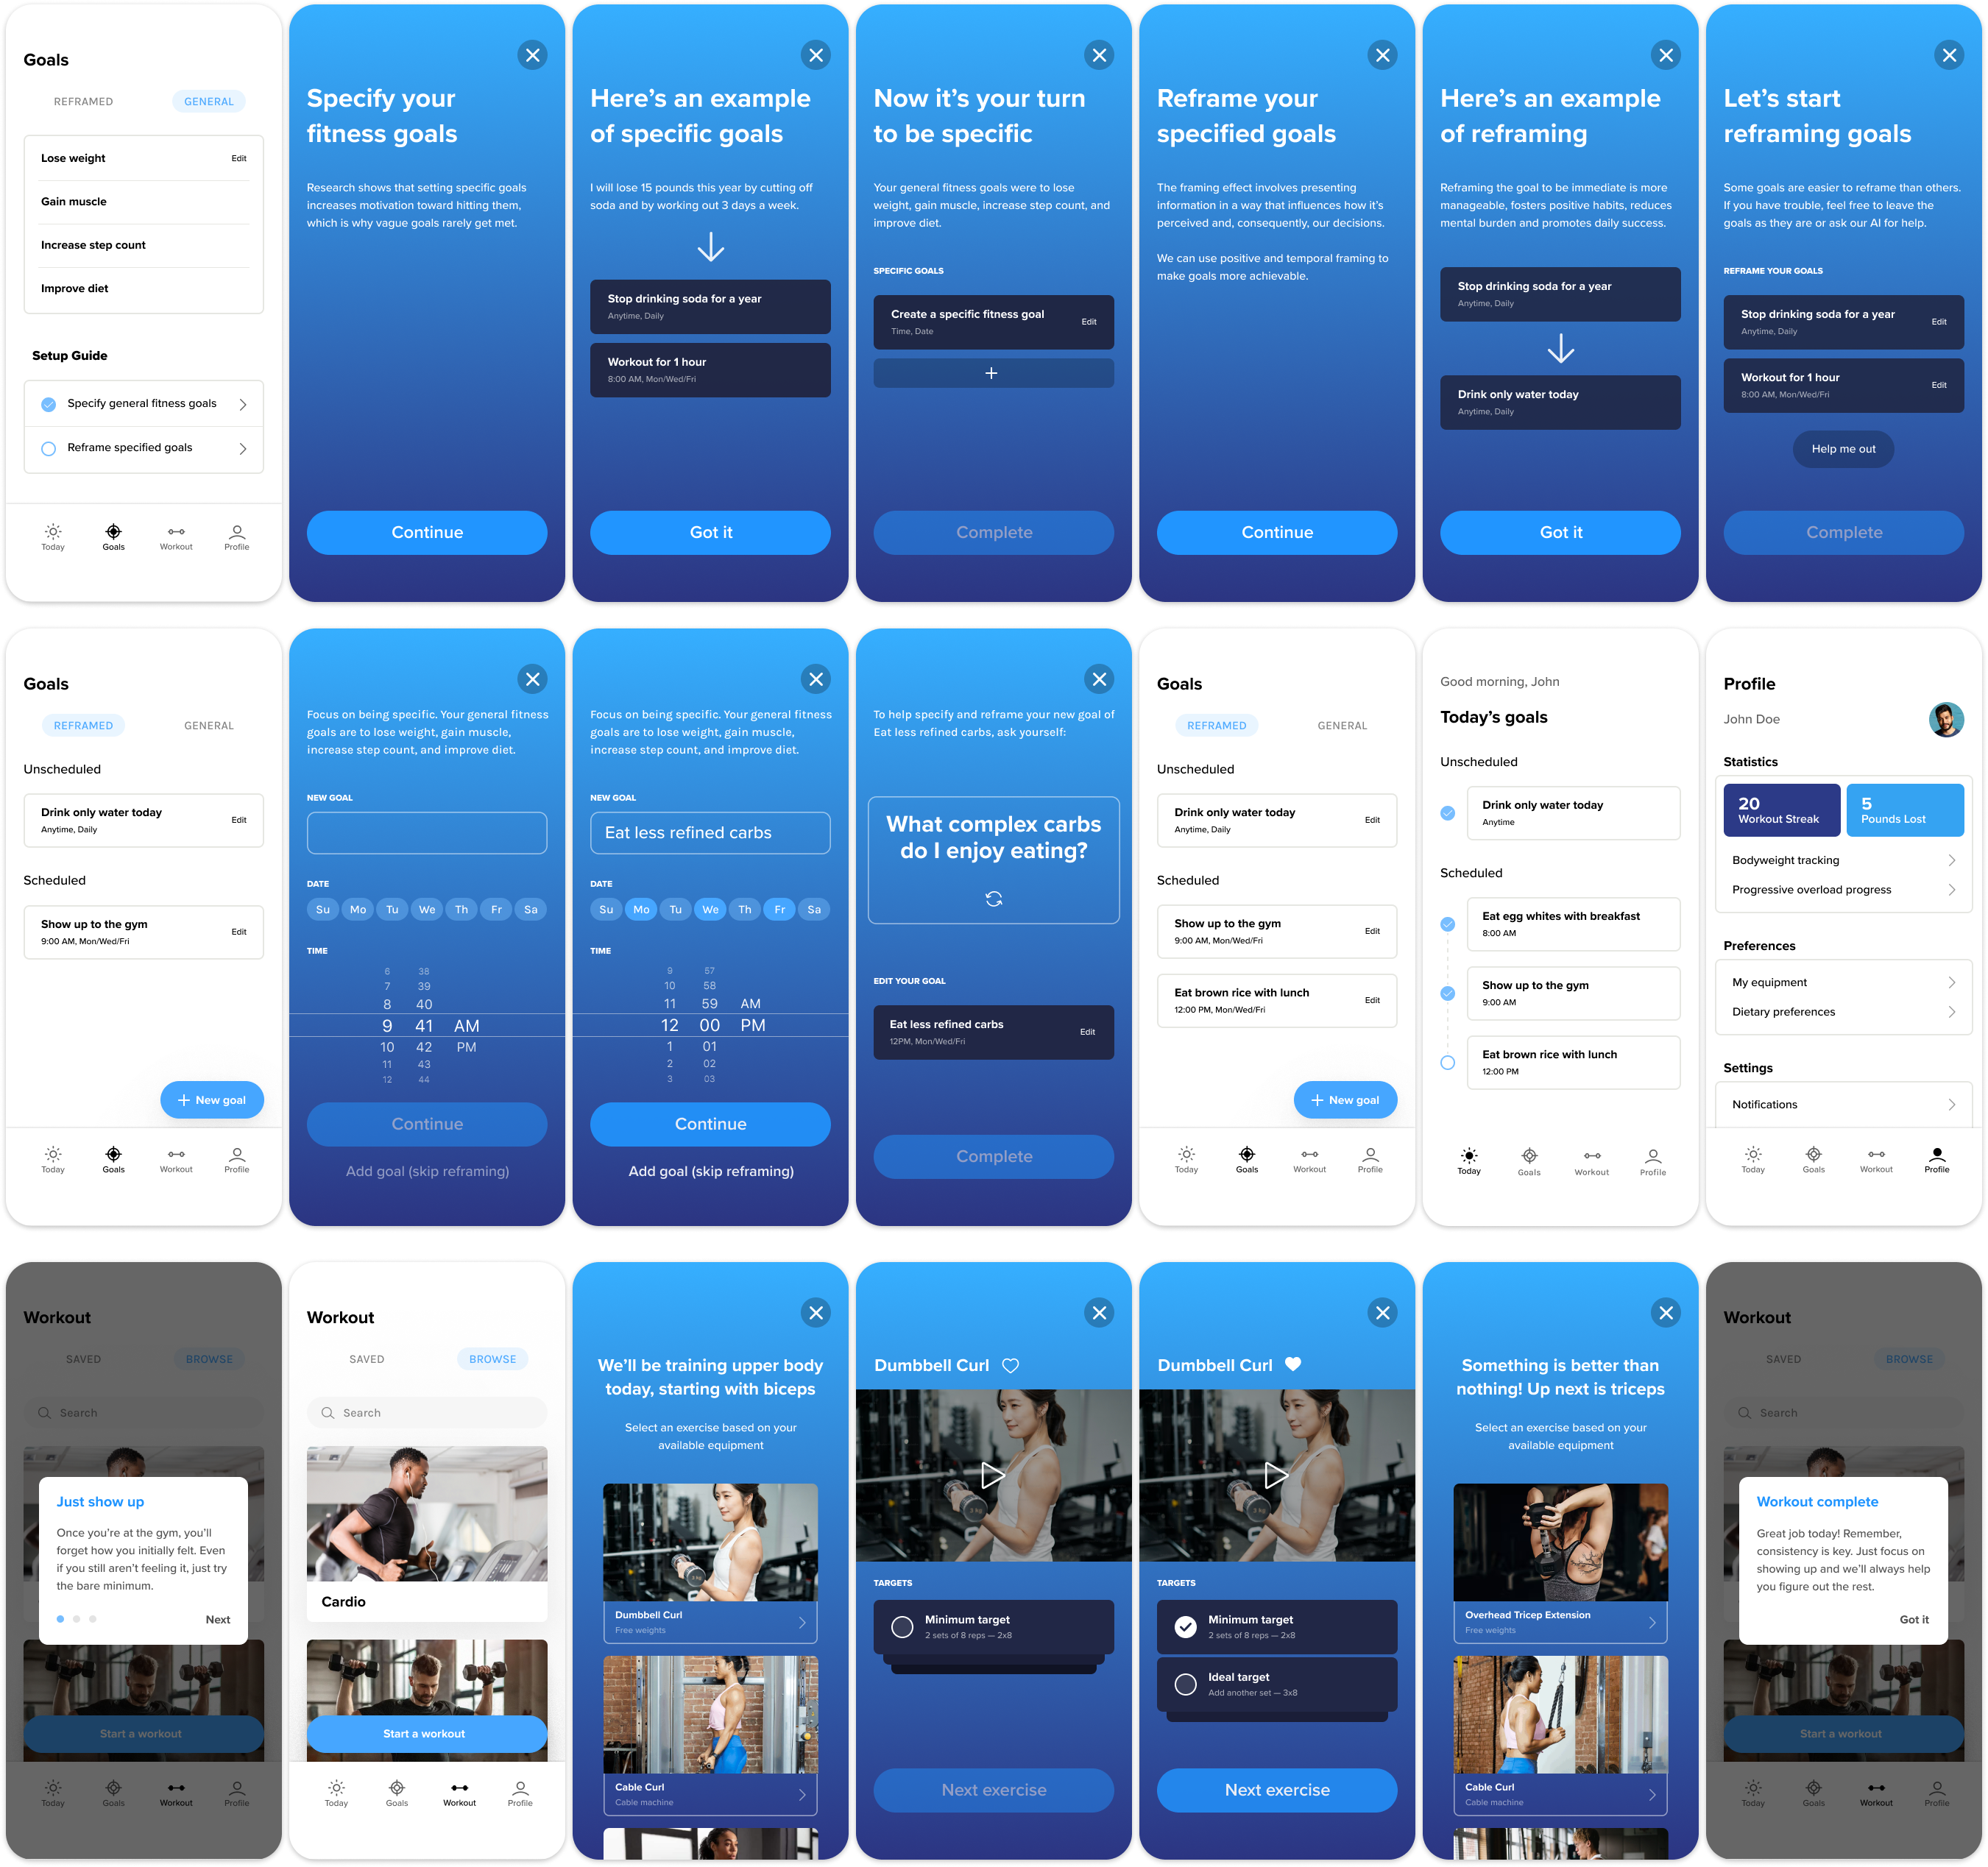 Goals
REFRAMED
GENERAL
Lose weight
Edit
Gain muscle
Increase step count
Improve diet
Setup Guide
Specify general fitness goals
Reframe specified goals
Today
Goals
Workout
Profile
Specify your
fitness goals
Research shows that setting specific goals
increases motivation toward hitting them,
which is why vague goals rarely get met.
Continue
Here’s an example
of specific goals
I will lose 15 pounds this year by cutting off
soda and by working out 3 days a week.
Stop drinking soda for a year
Anytime, Daily
Workout for 1 hour
8:00 AM, Mon/Wed/Fri
Got it
Now it’s your turn
to be specific
Your general fitness goals were to lose
weight, gain muscle, increase step count, and
improve diet.
SPECIFIC GOALS
Create a specific fitness goal
Time, Date
Edit
Complete
Reframe your
specified goals
The framing effect involves presenting
information in a way that influences how it’s
perceived and, consequently, our decisions.
We can use positive and temporal framing to
make goals more achievable.
Continue
Here’s an example
of reframing
Reframing the goal to be immediate is more
manageable, fosters positive habits, reduces
mental burden and promotes daily success.
Stop drinking soda for a year
Anytime, Daily
Drink only water today
Anytime, Daily
Got it
Let’s start
reframing goals
Some goals are easier to reframe than others.
If you have trouble, feel free to leave the
goals as they are or ask our AI for help.
REFRAME YOUR GOALS
Stop drinking soda for a year
Anytime, Daily
Edit
Workout for 1 hour
8:00 AM, Mon/Wed/Fri
Edit
Help me out
Complete
Goals
REFRAMED
GENERAL
Unscheduled
Drink only water today
Anytime, Daily
Edit
Scheduled
Show up to the gym
9:00 AM, Mon/Wed/Fri
Edit
New goal
Today
Goals
Workout
Profile
Focus on being specific. Your general fitness
goals are to lose weight, gain muscle,
increase step count, and improve diet.
NEW GOAL
DATE
Su Mo Tu We Th Fr Sa
TIME
6 38
7 39
8 40
9 41 AM
10 42 PM
11 43
12 44
Continue
Add goal (skip reframing)
Focus on being specific. Your general fitness
goals are to lose weight, gain muscle,
increase step count, and improve diet.
NEW GOAL
Eat less refined carbs
DATE
Su Mo Tu We Th Fr Sa
TIME
9 57
10 58
11 59 AM
12 00 PM
1 01
2 02
3 03
Continue
Add goal (skip reframing)
To help specify and reframe your new goal of
Eat less refined carbs, ask yourself:
What complex carbs
do I enjoy eating?
EDIT YOUR GOAL
Eat less refined carbs
12PM, Mon/Wed/Fri
Edit
Complete
Goals
REFRAMED
GENERAL
Unscheduled
Drink only water today
Anytime, Daily
Edit
Scheduled
Show up to the gym
9:00 AM, Mon/Wed/Fri
Edit
Eat brown rice with lunch
12:00 PM, Mon/Wed/Fri
Edit
New goal
Today
Goals
Workout
Profile
Good morning, John
Today’s goals
Unscheduled
Drink only water today
Anytime
Scheduled
Eat egg whites with breakfast
8:00 AM
Show up to the gym
9:00 AM
Eat brown rice with lunch
12:00 PM
Today
Goals
Workout
Profile
Profile
John Doe
Statistics
20
Workout Streak
5
Pounds Lost
Bodyweight tracking
Progressive overload progress
Preferences
My equipment
Dietary preferences
Settings
Notifications
Today
Goals
Workout
Profile
Workout
SAVED
BROWSE
Search
Just show up
Once you’re at the gym, you’ll
forget how you initially felt. Even
if you still aren’t feeling it, just try
the bare minimum.
Next
Start a workout
Today
Goals
Workout
Profile
Workout
SAVED
BROWSE
Search
Cardio
Start a workout
Today
Goals
Workout
Profile
We’ll be training upper body
today, starting with biceps
Select an exercise based on your
available equipment
Dumbbell Curl
Free weights
Cable Curl
Cable machine
Dumbbell Curl
3 kg
TARGETS
Minimum target
2 sets of 8 reps — 2x8
Next exercise
Dumbbell Curl
3 kg
TARGETS
Minimum target
2 sets of 8 reps — 2x8
Ideal target
Add another set — 3x8
Next exercise
Something is better than
nothing! Up next is triceps
Select an exercise based on your
available equipment
Overhead Tricep Extension
Free weights
Cable Curl
Cable machine
Workout
SAVED
BROWSE
Search
Workout complete
Great job today! Remember,
consistency is key. Just focus on
showing up and we’ll always help
you figure out the rest.
Got it
Start a workout
Today
Goals
Workout
Profile